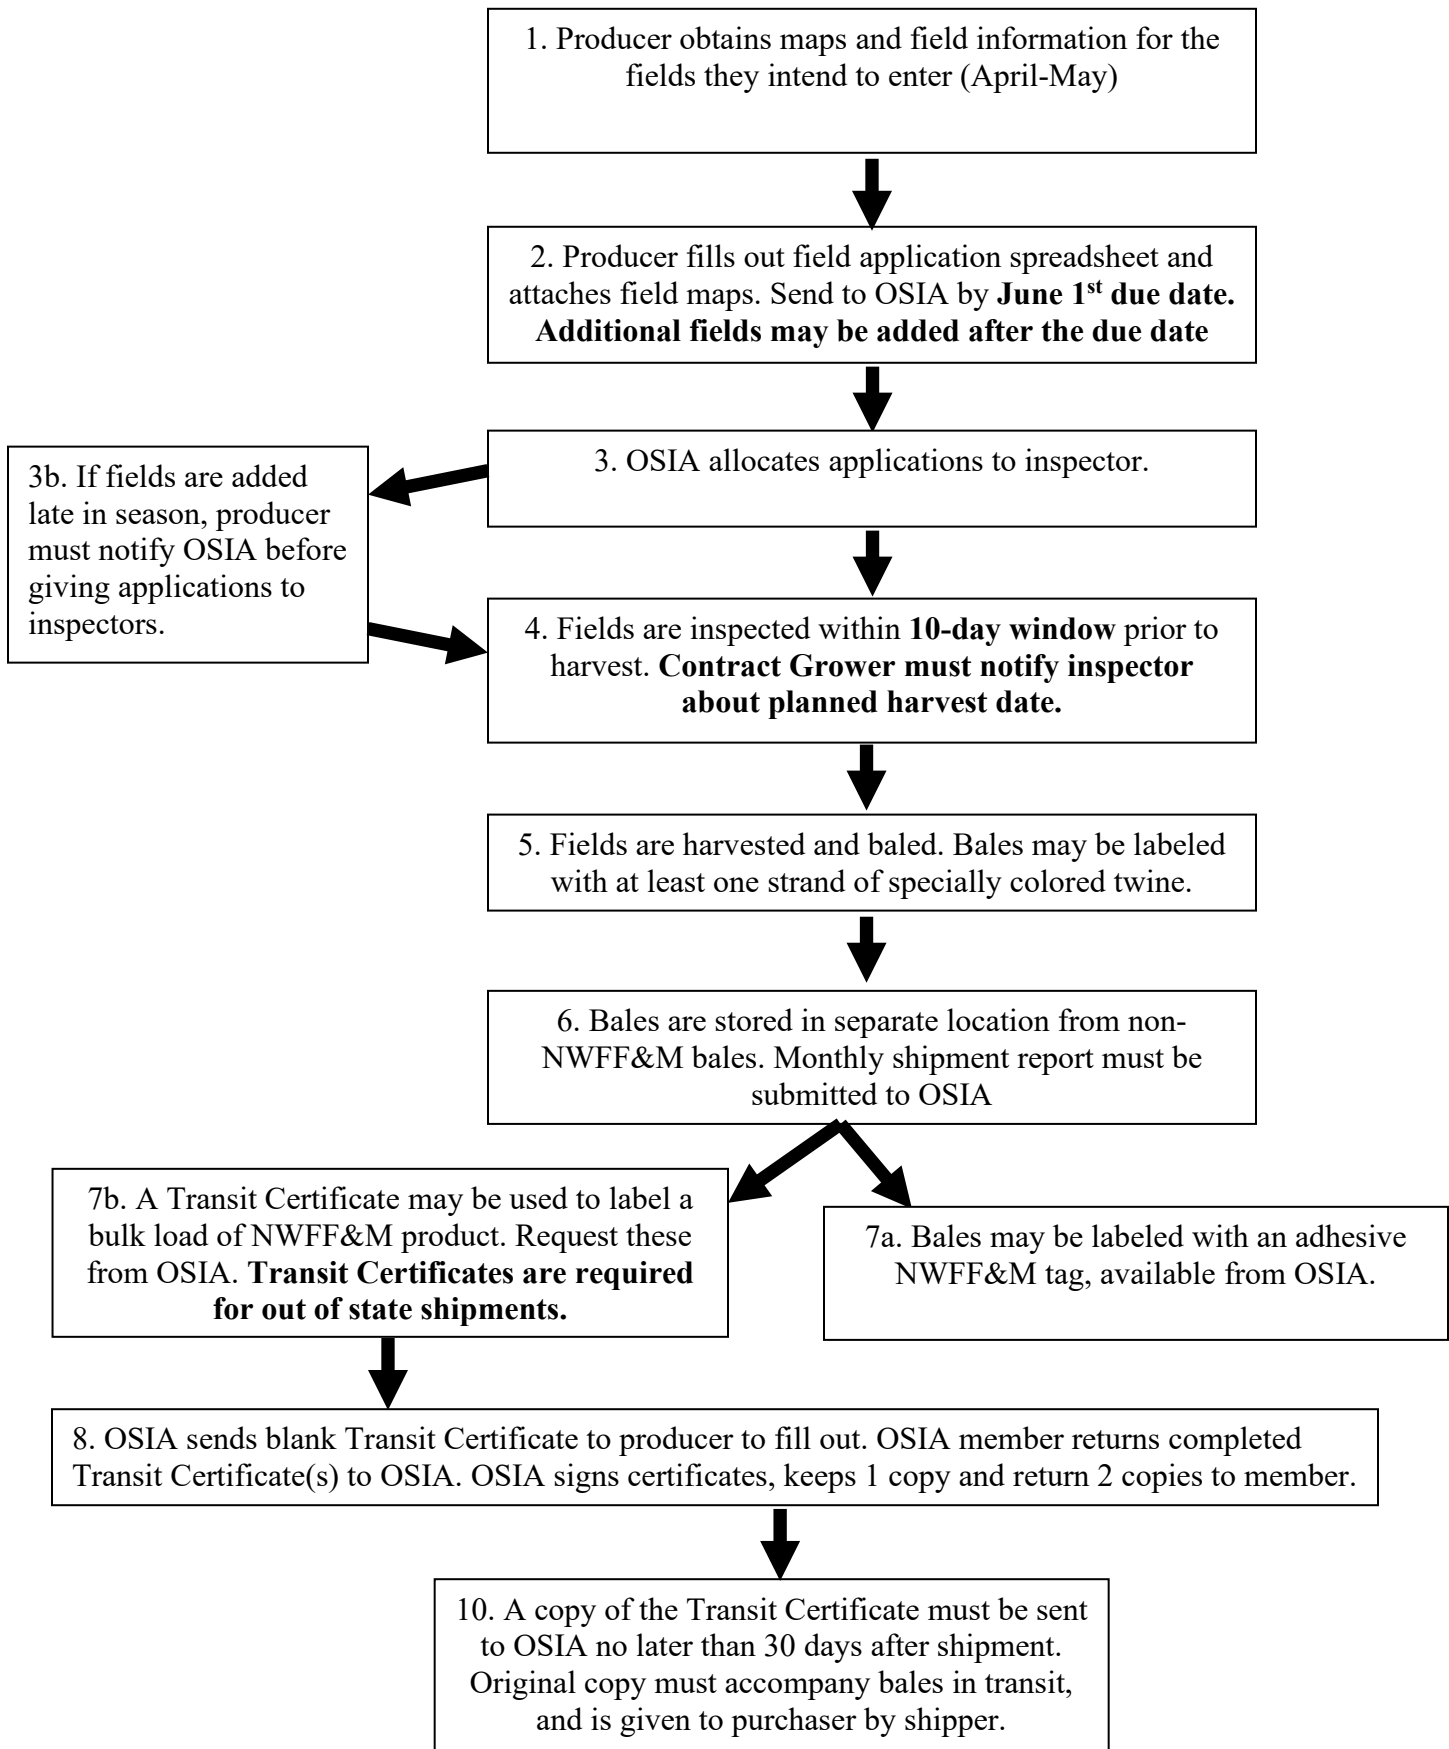 1. Producer obtains maps and field information for the
fields they intend to enter (April-May)
2. Producer fills out field application spreadsheet and
attaches field maps. Send to OSIA by June 1st due date.
Additional fields may be added after the due date
3. OSIA allocates applications to inspector.
3b. If fields are added
late in season, producer
must notify OSIA before
giving applications to
inspectors.
4. Fields are inspected within 10-day window prior to
harvest. Contract Grower must notify inspector
about planned harvest date.
5. Fields are harvested and baled. Bales may be labeled
with at least one strand of specially colored twine.
6. Bales are stored in separate location from non-
NWFF&M bales. Monthly shipment report must be
submitted to OSIA
7b. A Transit Certificate may be used to label a
bulk load of NWFF&M product. Request these
from OSIA. Transit Certificates are required
for out of state shipments.
7a. Bales may be labeled with an adhesive
NWFF&M tag, available from OSIA.
8. OSIA sends blank Transit Certificate to producer to fill out. OSIA member returns completed
Transit Certificate(s) to OSIA. OSIA signs certificates, keeps 1 copy and return 2 copies to member.
10. A copy of the Transit Certificate must be sent
to OSIA no later than 30 days after shipment.
Original copy must accompany bales in transit,
and is given to purchaser by shipper.